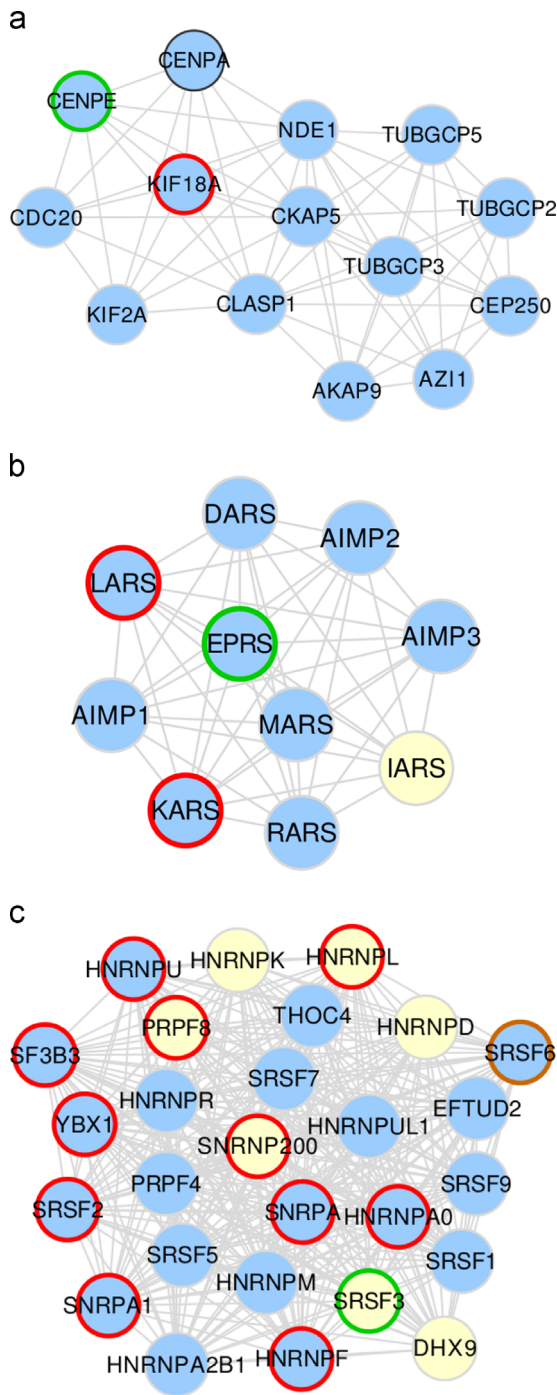 a
CENPA
CENPE
NDE1
TUBGCP5
KIF18A
CDC20
CKAP5
TUBGCP2
TUBGCP3
KIF2A
CLASP1
CEP250
AKAP9
AZI1
b
DARS
AIMP2
LARS
EPRS
AIMP3
AIMP1
MARS
IARS
KARS
RARS
c
HNRNPU
HNRNPK
HNRNPL
PRPF8
THOC4
HNRNPD
SF3B3
SRSF6
HNRNPR
SRSF7
EFTUD2
YBX1
HNRNPUL1
SNRNP200
PRPF4
SRSF9
SRSF2
SNRPA
HNRNPA0
SRSF5
SRSF1
HNRNPM
SNRPA1
SRSF3
HNRNPA2B1
HNRNPF
DHX9